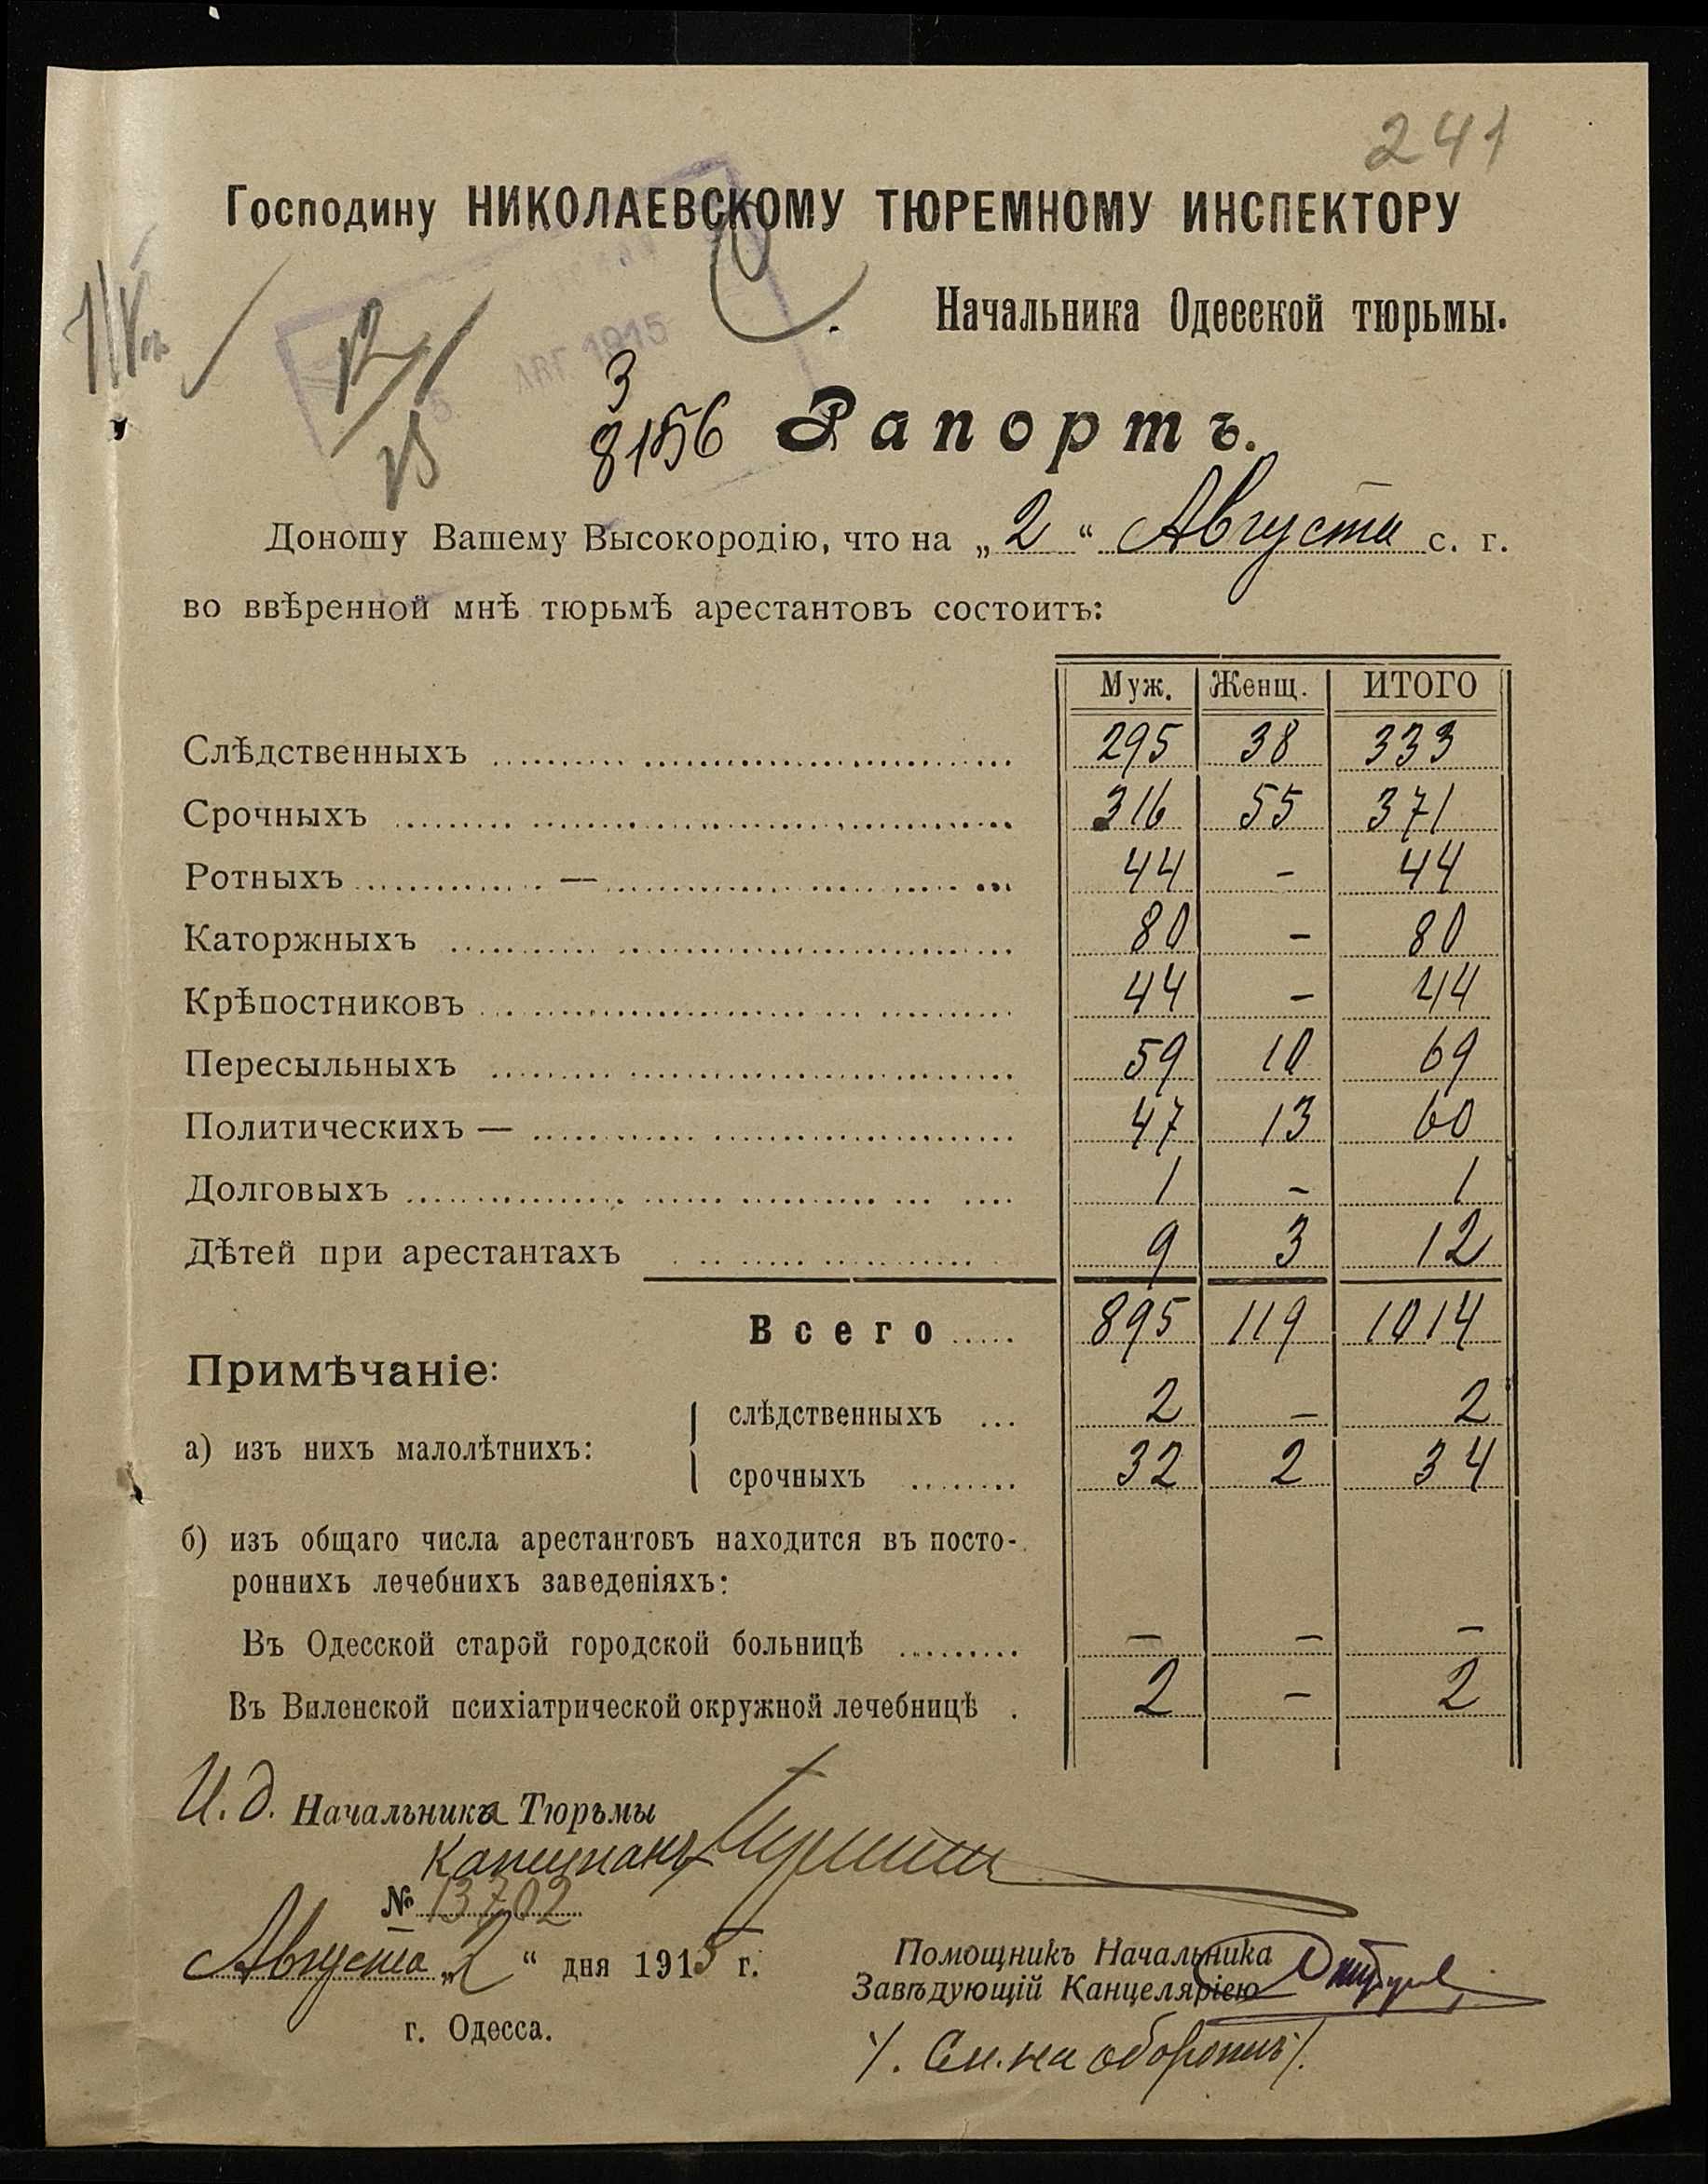 241
Господину НИКОЛАЕВСКОМУ ТЮРЕМНОМУ ИНСПЕКТОРУ
Начальника Одесской тюрьмы.
АВГ 1915
3
8156 Рапортъ.
Доношу Вашему Высокородію, что на „2“ Августа с. г.
во ввѣренной мнѣ тюрьмѣ арестантовъ состоитъ:
Муж. Женщ. ИТОГО
Слѣдственныхъ 295 38 333
Срочныхъ 316 55 371
Ротныхъ — 44 - 44
Каторжныхъ 80 - 80
Крѣпостниковъ 44 - 44
Пересыльныхъ 59 10 69
Политическихъ — 47 13 60
Долговыхъ 1 - 1
Дѣтей при арестантахъ 9 3 12
Всего 895 119 1014
Примѣчаніе:
слѣдственныхъ 2 - 2
а) изъ нихъ малолѣтнихъ:
срочныхъ 32 2 34
б) изъ общаго числа арестантовъ находится въ посто-
роннихъ лечебнихъ заведеніяхъ:
Въ Одесской старой городской больницѣ - - -
Въ Виленской психіатрической окружной лечебницѣ 2 - 2
И. д. Начальника Тюрьмы
Капитанъ
№ 13702
Августа „2“ дня 1915 г.
Помощникъ Начальника
Завѣдующій Канцеляріею
г. Одесса.
/. См. на оборотѣ /.